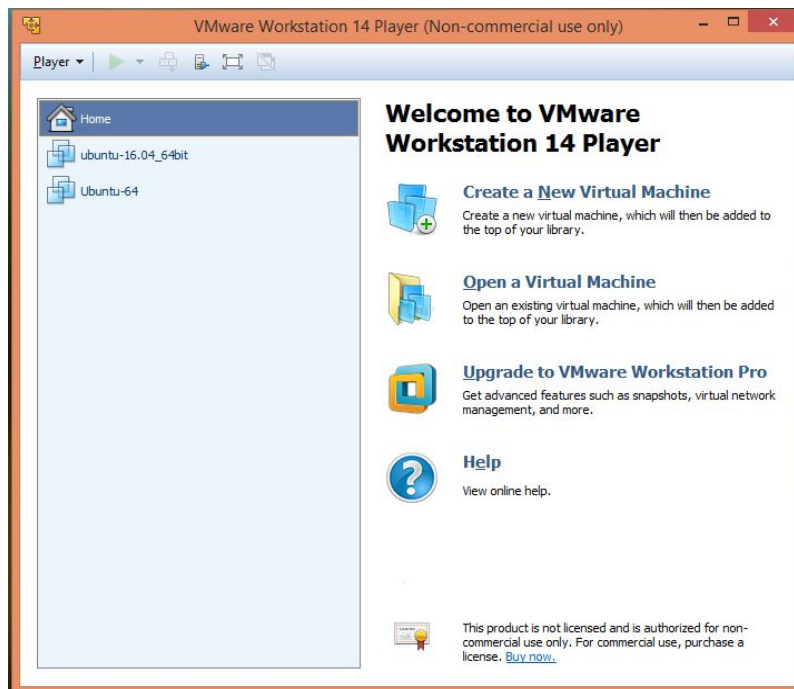 VMware Workstation 14 Player (Non-commercial use only)
Player
Home
ubuntu-16.04_64bit
Ubuntu-64
Welcome to VMware
Workstation 14 Player
Create a New Virtual Machine
Create a new virtual machine, which will then be added to
the top of your library.
Open a Virtual Machine
Open an existing virtual machine, which will then be added
to the top of your library.
Upgrade to VMware Workstation Pro
Get advanced features such as snapshots, virtual network
management, and more.
Help
View online help.
This product is not licensed and is authorized for non-
commercial use only. For commercial use, purchase a
license. Buy now.